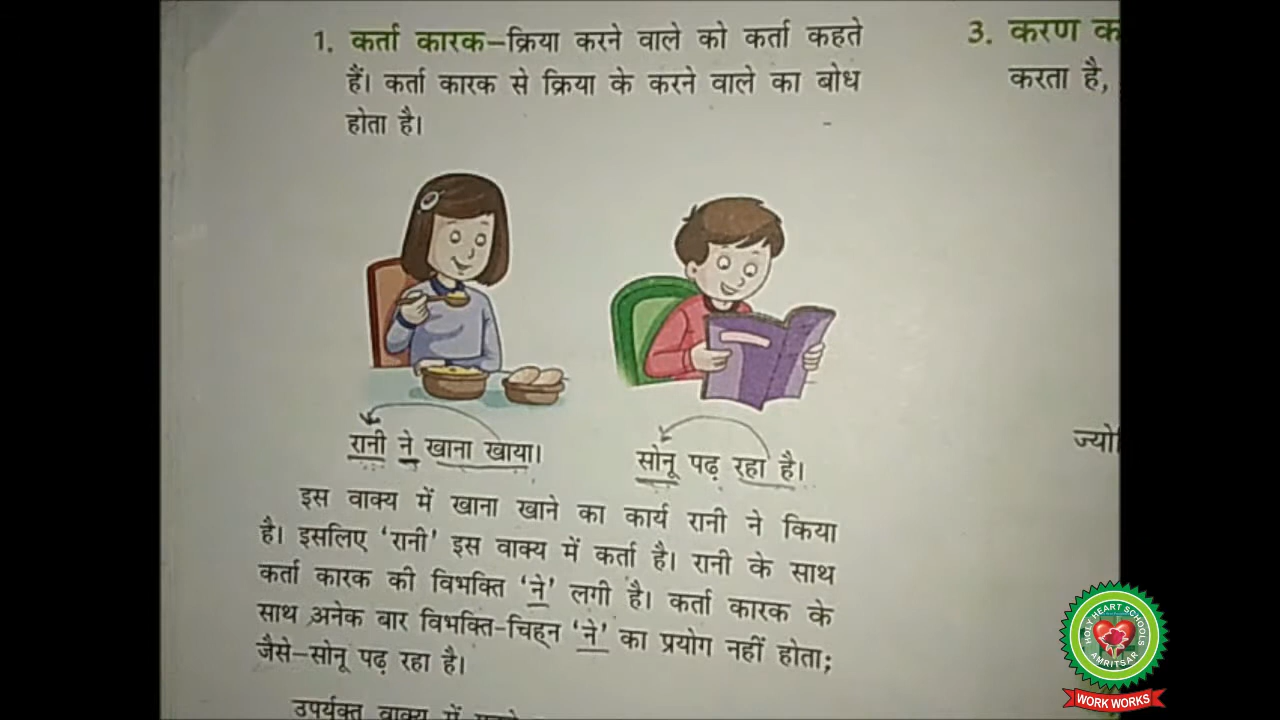 1. कर्ता कारक–क्रिया करने वाले को कर्ता कहते
हैं। कर्ता कारक से क्रिया के करने वाले का बोध
होता है।
रानी ने खाना खाया।
सोनू पढ़ रहा है।
इस वाक्य में खाना खाने का कार्य रानी ने किया
है। इसलिए ‘रानी’ इस वाक्य में कर्ता है। रानी के साथ
कर्ता कारक की विभक्ति ‘ने’ लगी है। कर्ता कारक के
साथ अनेक बार विभक्ति-चिह्न ‘ने’ का प्रयोग नहीं होता;
जैसे–सोनू पढ़ रहा है।
उपर्युक्त वाक्य में
3. करण
करता है,
HOLY HEART SCHOOLS
AMRITSAR
WORK WORKS